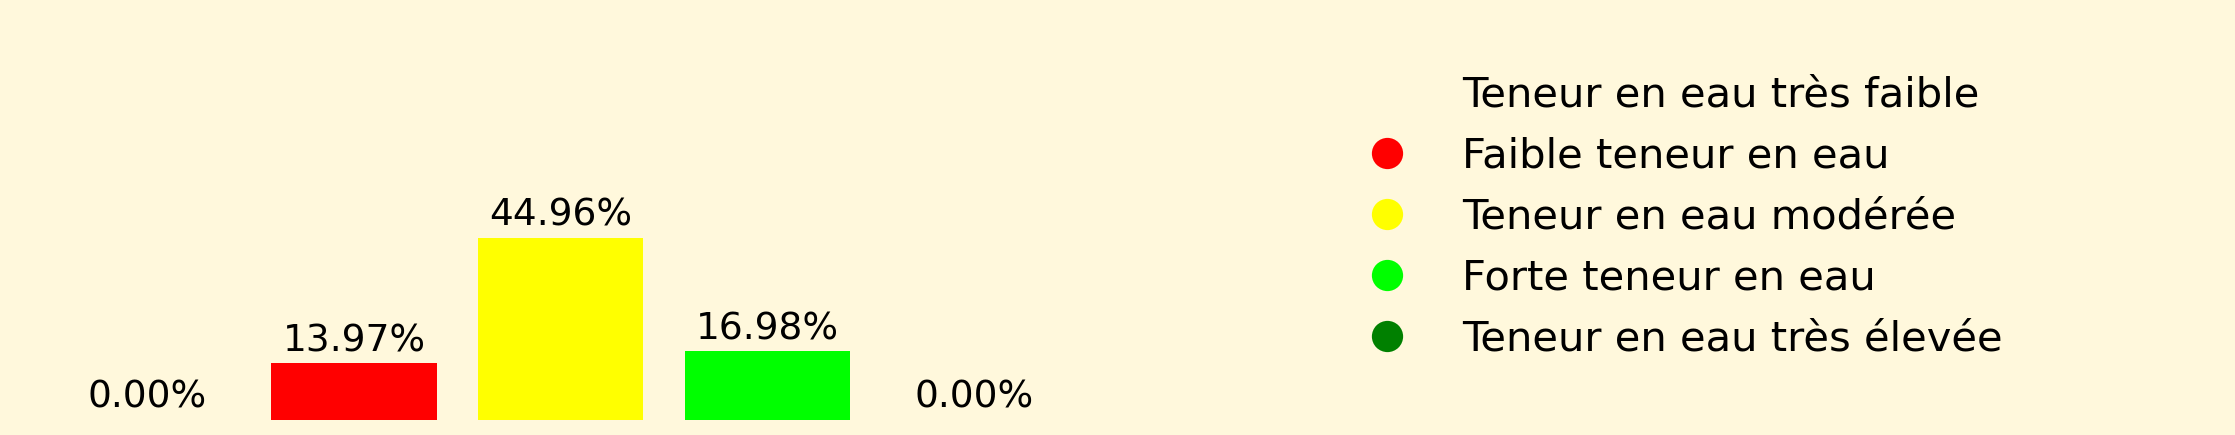 0.00%
13.97%
44.96%
16.98%
0.00%
Teneur en eau très faible
Faible teneur en eau
Teneur en eau modérée
Forte teneur en eau
Teneur en eau très élevée